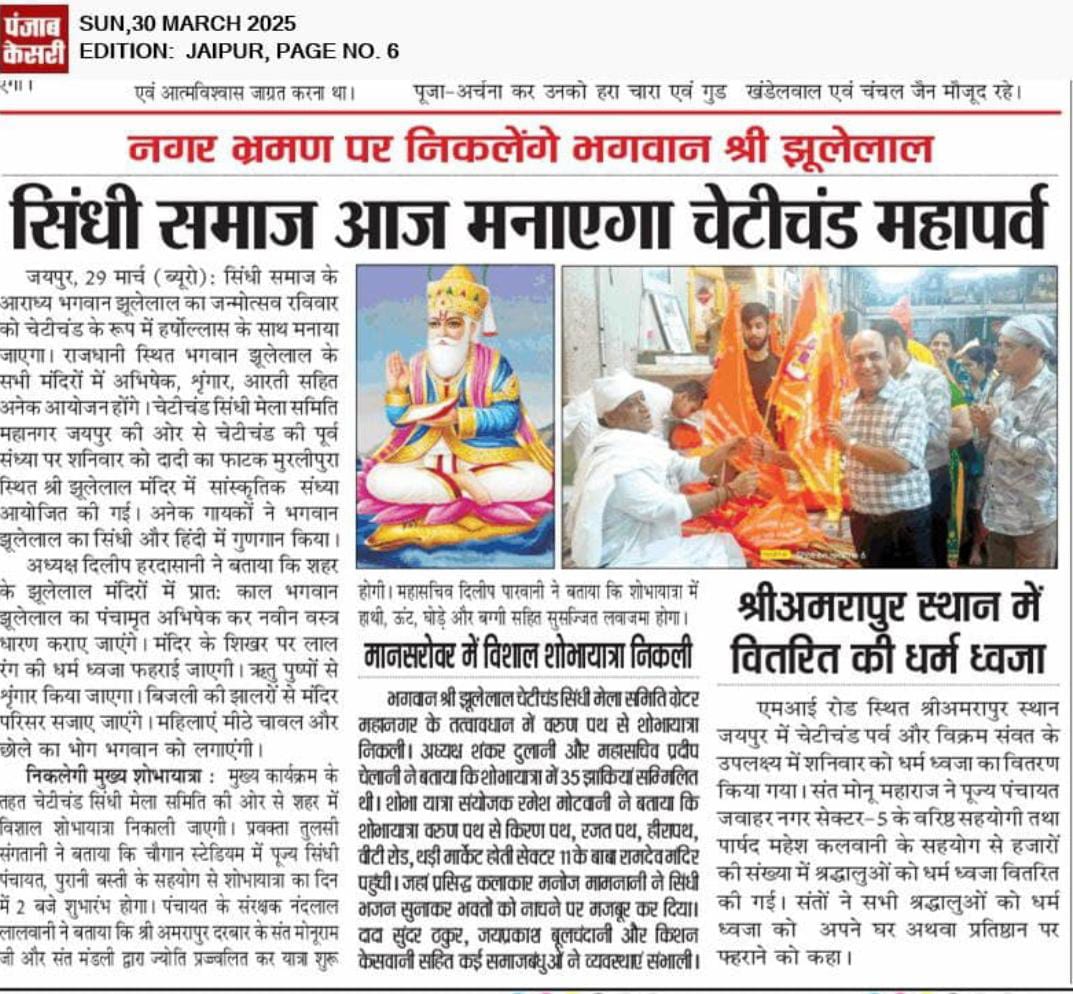 पंजाब
केसरी
SUN,30 MARCH 2025
EDITION: JAIPUR, PAGE NO. 6
एवं आत्मविश्वास जाग्रत करना था।
पूजा-अर्चना कर उनको हरा चारा एवं गुड
खंडेलवाल एवं चंचल जैन मौजूद रहे।
नगर भ्रमण पर निकलेंगे भगवान श्री झूलेलाल
सिंधी समाज आज मनाएगा चेटीचंड महापर्व
जयपुर, 29 मार्च (ब्यूरो): सिंधी समाज के
आराध्य भगवान झूलेलाल का जन्मोत्सव रविवार
को चेटीचंड के रूप में हर्षोल्लास के साथ मनाया
जाएगा। राजधानी स्थित भगवान झूलेलाल के
सभी मंदिरों में अभिषेक, शृंगार, आरती सहित
अनेक आयोजन होंगे। चेटीचंड सिंधी मेला समिति
महानगर जयपुर की ओर से चेटीचंड की पूर्व
संध्या पर शनिवार को दादी का फाटक मुरलीपुरा
स्थित श्री झूलेलाल मंदिर में सांस्कृतिक संध्या
आयोजित की गई। अनेक गायकों ने भगवान
झूलेलाल का सिंधी और हिंदी में गुणगान किया।
अध्यक्ष दिलीप हरदासानी ने बताया कि शहर
के झूलेलाल मंदिरों में प्रात: काल भगवान
झूलेलाल का पंचामृत अभिषेक कर नवीन वस्त्र
धारण कराए जाएंगे। मंदिर के शिखर पर लाल
रंग की धर्म ध्वजा फहराई जाएगी। ऋतु पुष्पों से
शृंगार किया जाएगा। बिजली की झालरों से मंदिर
परिसर सजाए जाएंगे। महिलाएं मीठे चावल और
छोले का भोग भगवान को लगाएंगी।
निकलेगी मुख्य शोभायात्रा : मुख्य कार्यक्रम के
तहत चेटीचंड सिंधी मेला समिति की ओर से शहर में
विशाल शोभायात्रा निकाली जाएगी। प्रवक्ता तुलसी
संगतानी ने बताया कि चौगान स्टेडियम में पूज्य सिंधी
पंचायत, पुरानी बस्ती के सहयोग से शोभायात्रा का दिन
में 2 बजे शुभारंभ होगा। पंचायत के संरक्षक नंदलाल
लालवानी ने बताया कि श्री अमरापुर दरबार के संत मोनूराम
जी और संत मंडली द्वारा ज्योति प्रज्ज्वलित कर यात्रा शुरू
होगी। महासचिव दिलीप पारवानी ने बताया कि शोभायात्रा में
हाथी, ऊंट, घोड़े और बग्गी सहित सुसज्जित लवाजमा होगा।
मानसरोवर में विशाल शोभायात्रा निकली
भगवान श्री झूलेलाल चेटीचंड सिंधी मेला समिति ग्रेटर
महानगर के तत्वावधान में वरुण पथ से शोभायात्रा
निकली। अध्यक्ष शंकर दुलानी और महासचिव प्रदीप
चेलानी ने बताया कि शोभायात्रा में 35 झाकियां सम्मिलित
थी। शोभा यात्रा संयोजक रमेश मोटवानी ने बताया कि
शोभायात्रा वरुण पथ से किरण पथ, रजत पथ, हीरापथ,
वीटी रोड, थड़ी मार्केट होती सेक्टर 11 के बाबा रामदेव मंदिर
पहुंची। जहां प्रसिद्ध कलाकार मनोज मामनानी ने सिंधी
भजन सुनाकर भक्तों को नाचने पर मजबूर कर दिया।
दादा सुंदर ठकुर, जयप्रकाश बूलचंदानी और किशन
केसवानी सहित कई समाजबंधुओं ने व्यवस्थाएं संभाली।
श्रीअमरापुर स्थान में
वितरित की धर्म ध्वजा
एमआई रोड स्थित श्रीअमरापुर स्थान
जयपुर में चेटीचंड पर्व और विक्रम संवत के
उपलक्ष्य में शनिवार को धर्म ध्वजा का वितरण
किया गया। संत मोनू महाराज ने पूज्य पंचायत
जवाहर नगर सेक्टर-5 के वरिष्ठ सहयोगी तथा
पार्षद महेश कलवानी के सहयोग से हजारों
की संख्या में श्रद्धालुओं को धर्म ध्वजा वितरित
की गई। संतों ने सभी श्रद्धालुओं को धर्म
ध्वजा को अपने घर अथवा प्रतिष्ठान पर
फ्हराने को कहा।